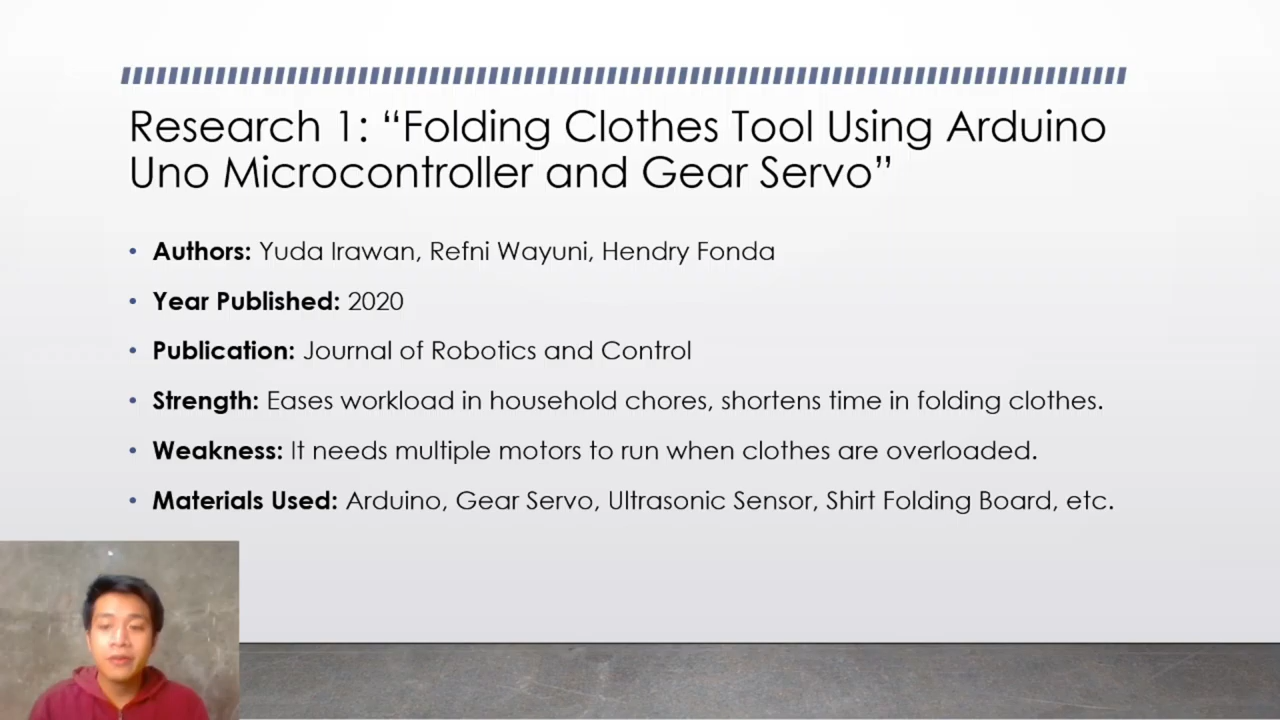 Research 1: “Folding Clothes Tool Using Arduino
Uno Microcontroller and Gear Servo”
• Authors: Yuda Irawan, Refni Wayuni, Hendry Fonda
• Year Published: 2020
• Publication: Journal of Robotics and Control
• Strength: Eases workload in household chores, shortens time in folding clothes.
• Weakness: It needs multiple motors to run when clothes are overloaded.
• Materials Used: Arduino, Gear Servo, Ultrasonic Sensor, Shirt Folding Board, etc.